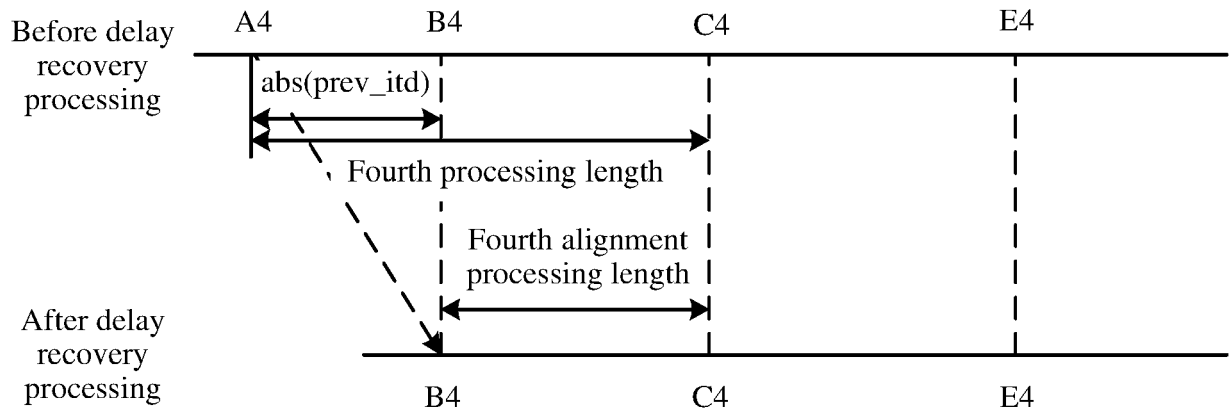 A4 B4 C4 E4
Before delay
recovery
processing
abs(prev_itd)
Fourth processing length
Fourth alignment
processing length
After delay
recovery
processing
B4 C4 E4